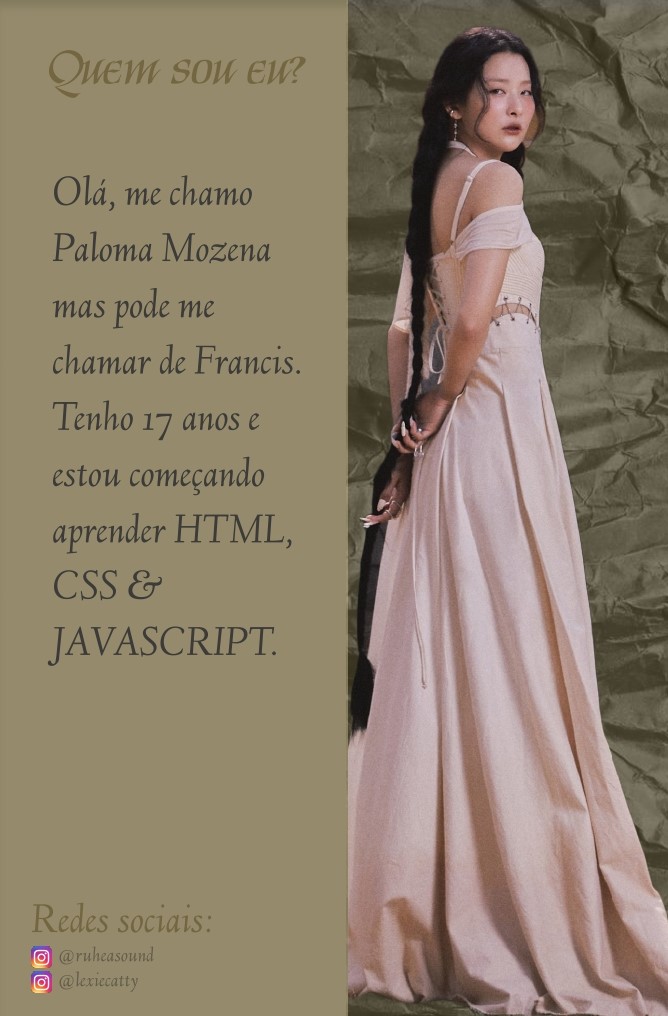 Quem sou eu?
Olá, me chamo
Paloma Mozena
mas pode me
chamar de Francis.
Tenho 17 anos e
estou começando
aprender HTML,
CSS &
JAVASCRIPT.
Redes sociais:
@ruheasound
@lexiecatty